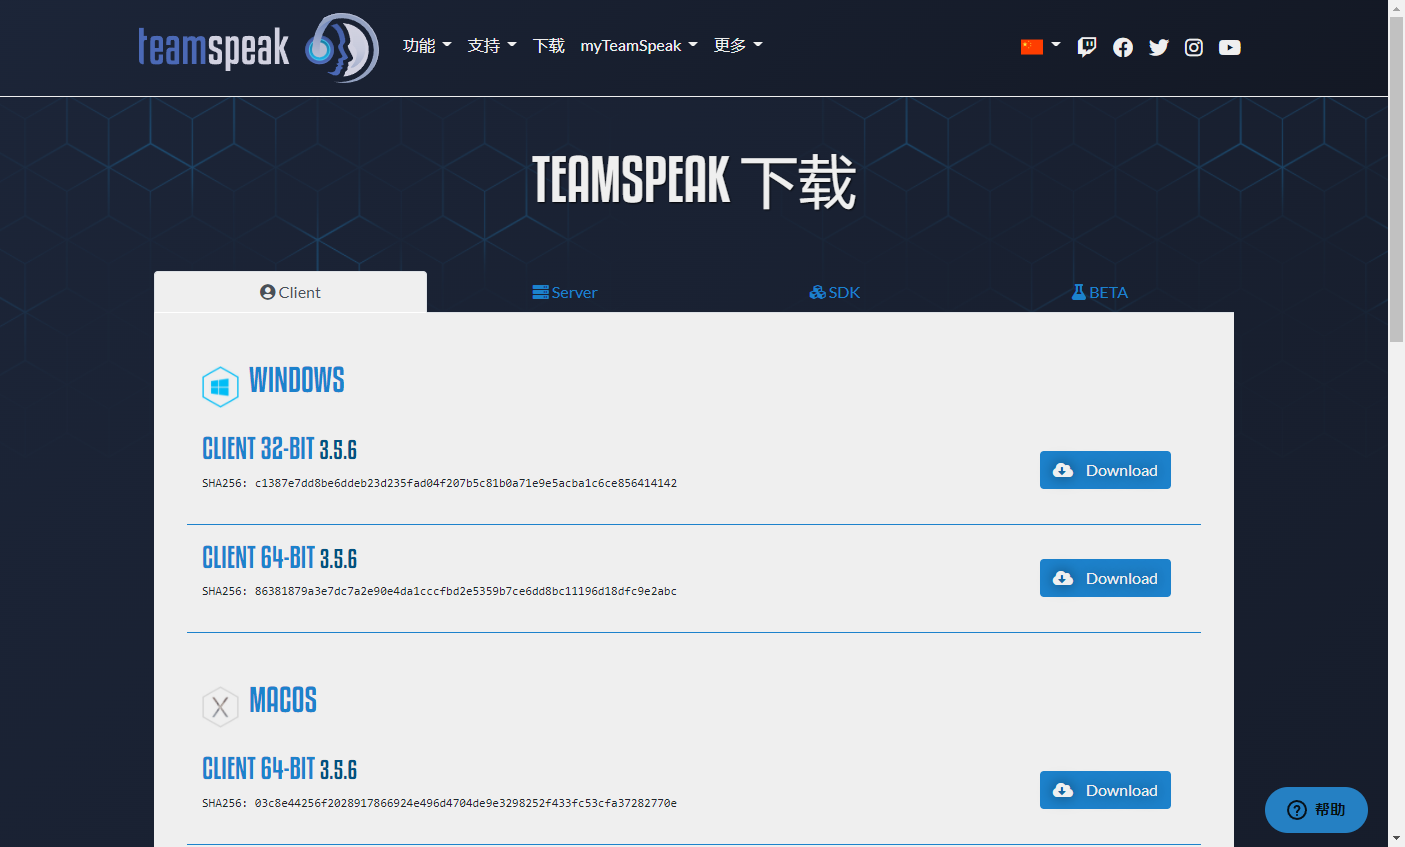 teamspeak
功能 支持 下载 myTeamSpeak 更多
TEAMSPEAK 下载
Client Server SDK BETA
WINDOWS
CLIENT 32-BIT 3.5.6
SHA256: c1387e7dd8be6ddeb23d235fad04f207b5c81b0a71e9e5acba1c6ce856414142
Download
CLIENT 64-BIT 3.5.6
SHA256: 86381879a3e7dc7a2e90e4da1cccfbd2e5359b7ce6dd8bc11196d18dfc9e2abc
Download
MACOS
CLIENT 64-BIT 3.5.6
SHA256: 03c8e44256f2028917866924e496d4704de9e3298252f433fc53cfa37282770e
Download
帮助